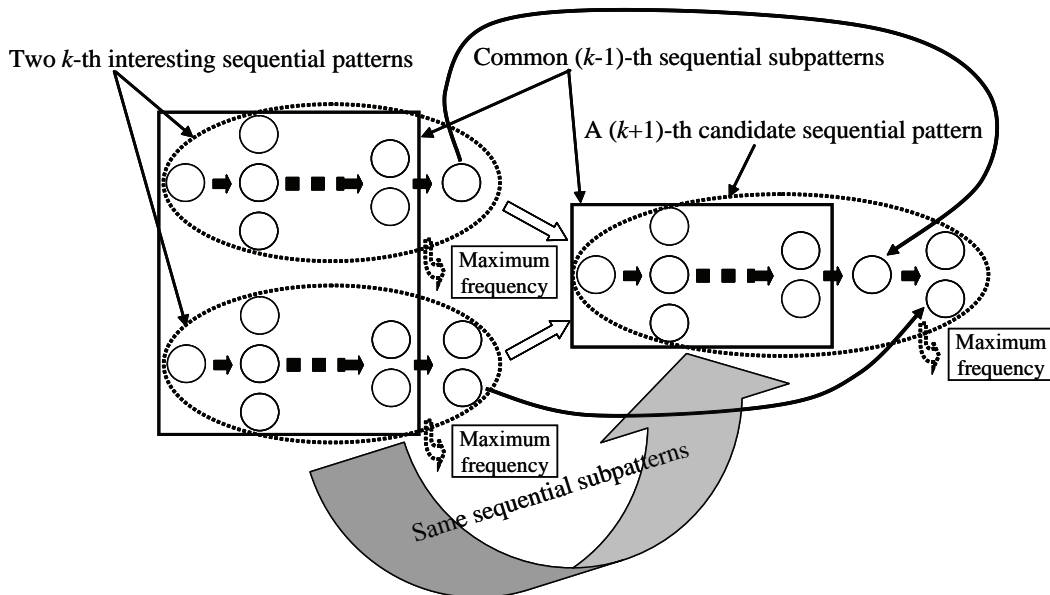 Two k-th interesting sequential patterns
Common (k-1)-th sequential subpatterns
A (k+1)-th candidate sequential pattern
Maximum
frequency
Maximum
frequency
Maximum
frequency
Same sequential subpatterns